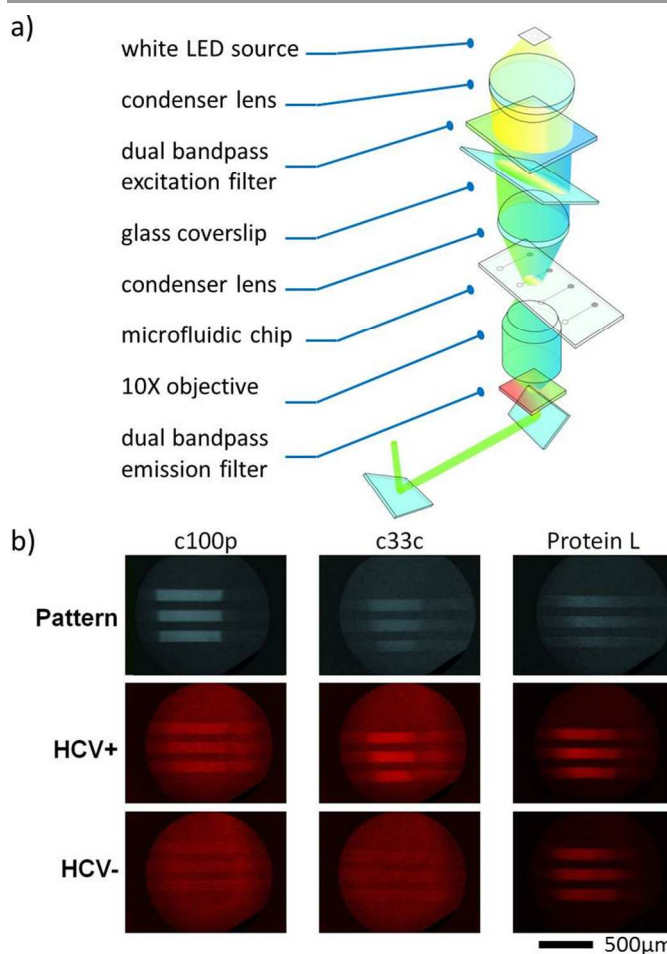 a)
white LED source
condenser lens
dual bandpass
excitation filter
glass coverslip
condenser lens
microfluidic chip
10X objective
dual bandpass
emission filter
b)
c100p c33c Protein L
Pattern
HCV+
HCV-
500µm